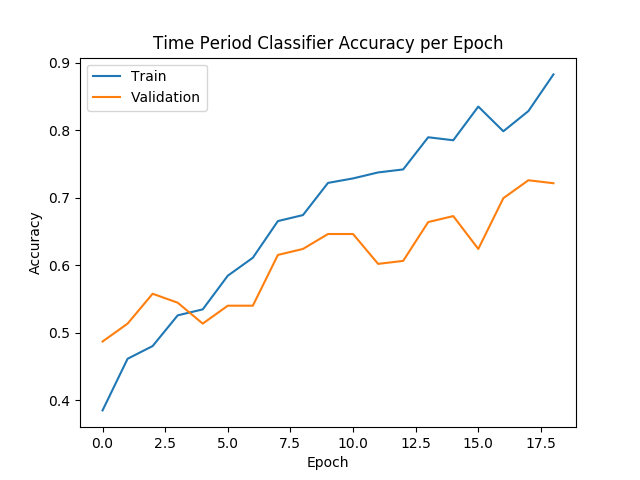 Time Period Classifier Accuracy per Epoch
Train
Validation
Accuracy
0.9
0.8
0.7
0.6
0.5
0.4
0.0 2.5 5.0 7.5 10.0 12.5 15.0 17.5
Epoch